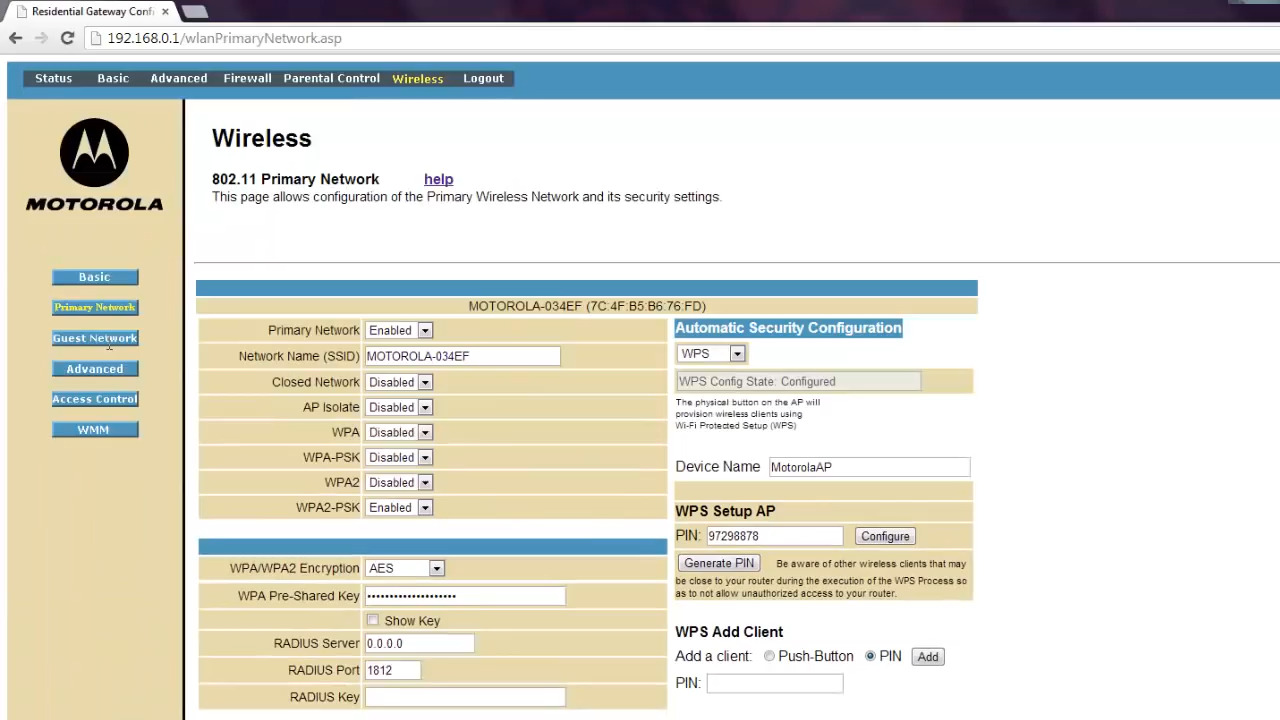 Residential Gateway Confi
192.168.0.1/wlanPrimaryNetwork.asp
Status Basic Advanced Firewall Parental Control Wireless Logout
MOTOROLA
Basic
Primary Network
Guest Network
Advanced
Access Control
WMM
Wireless
802.11 Primary Network help
This page allows configuration of the Primary Wireless Network and its security settings.
MOTOROLA-034EF (7C:4F:B5:B6:76:FD)
Primary Network Enabled
Network Name (SSID) MOTOROLA-034EF
Closed Network Disabled
AP Isolate Disabled
WPA Disabled
WPA-PSK Disabled
WPA2 Disabled
WPA2-PSK Enabled
WPA/WPA2 Encryption AES
WPA Pre-Shared Key ••••••••••••••••••••
Show Key
RADIUS Server 0.0.0.0
RADIUS Port 1812
RADIUS Key
Automatic Security Configuration
WPS
WPS Config State: Configured
The physical button on the AP will
provision wireless clients using
Wi-Fi Protected Setup (WPS)
Device Name MotorolaAP
WPS Setup AP
PIN: 97298878 Configure
Generate PIN Be aware of other wireless clients that may
be close to your router during the execution of the WPS Process so
as to not allow unauthorized access to your router.
WPS Add Client
Add a client: Push-Button PIN Add
PIN: